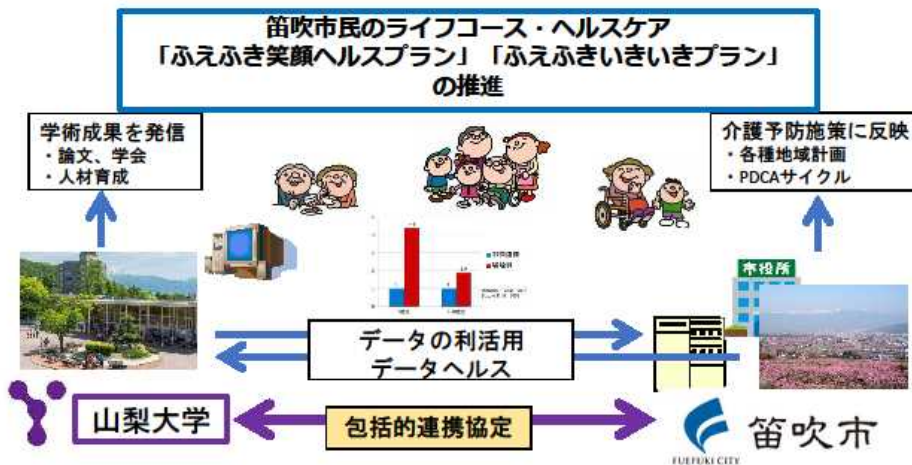 笛吹市民のライフコース・ヘルスケア
「ふえふき笑顔ヘルスプラン」「ふえふきいきいきプラン」
の推進
学術成果を発信
・論文、学会
・人材育成
介護予防施策に反映
・各種地域計画
・PDCAサイクル
市役所
データの利活用
データヘルス
山梨大学
包括的連携協定
笛吹市
FUEFUKI CITY